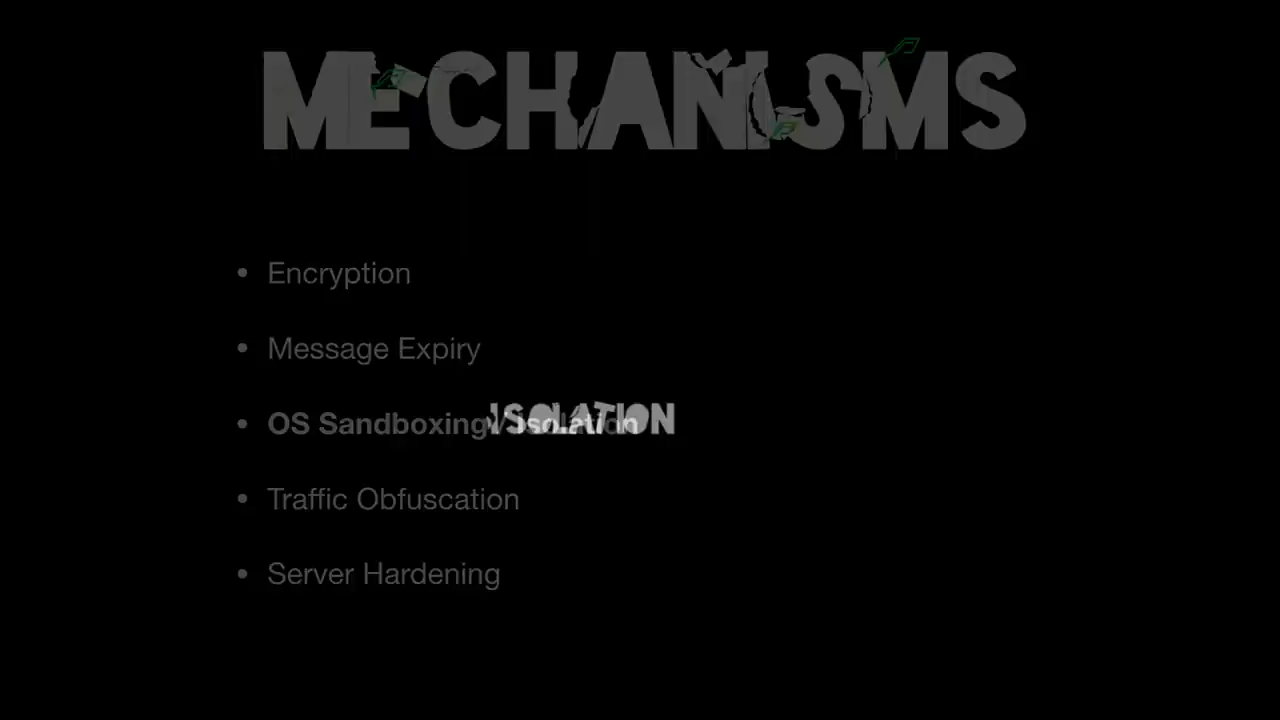 MECHANISMS
• Encryption
• Message Expiry
• OS Sandboxing/Isolation
ISOLATION
• Traffic Obfuscation
• Server Hardening